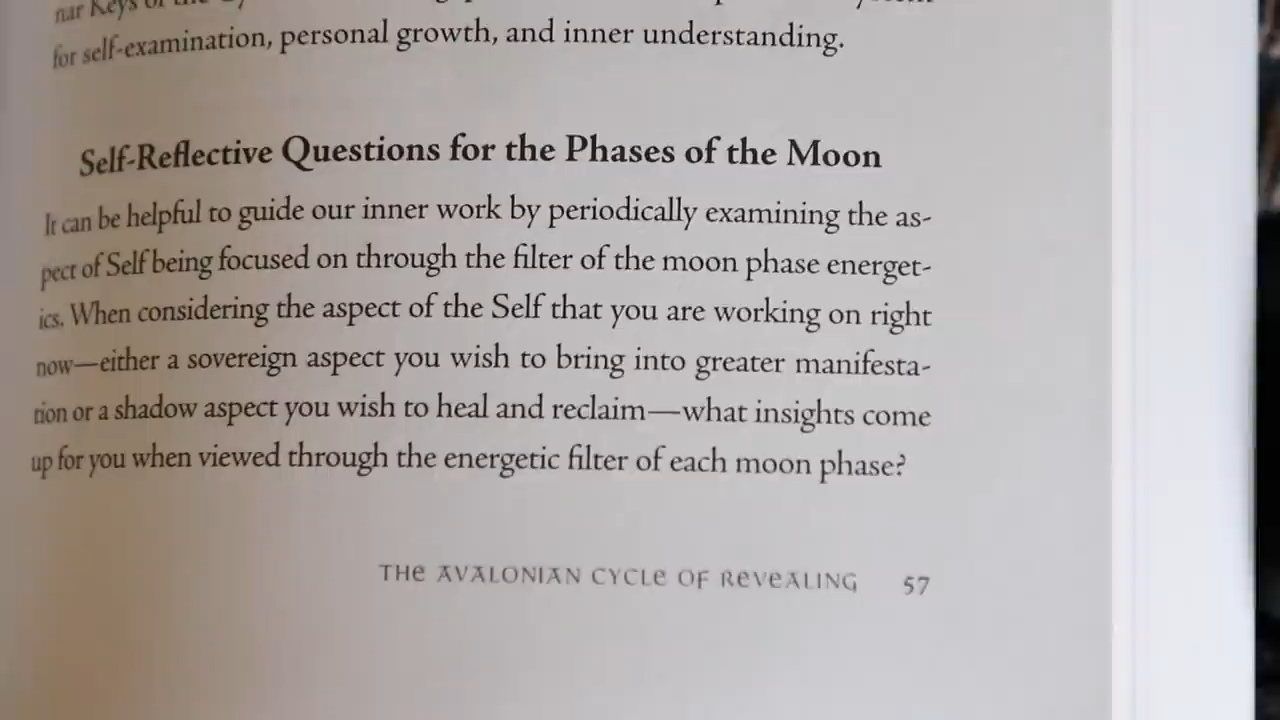 nar Keys of the
for self-examination, personal growth, and inner understanding.
Self-Reflective Questions for the Phases of the Moon
It can be helpful to guide our inner work by periodically examining the as-
pect of Self being focused on through the filter of the moon phase energet-
ics. When considering the aspect of the Self that you are working on right
now—either a sovereign aspect you wish to bring into greater manifesta-
tion or a shadow aspect you wish to heal and reclaim—what insights come
up for you when viewed through the energetic filter of each moon phase?
THE AVALONIAN CYCLE OF REVEALING 57